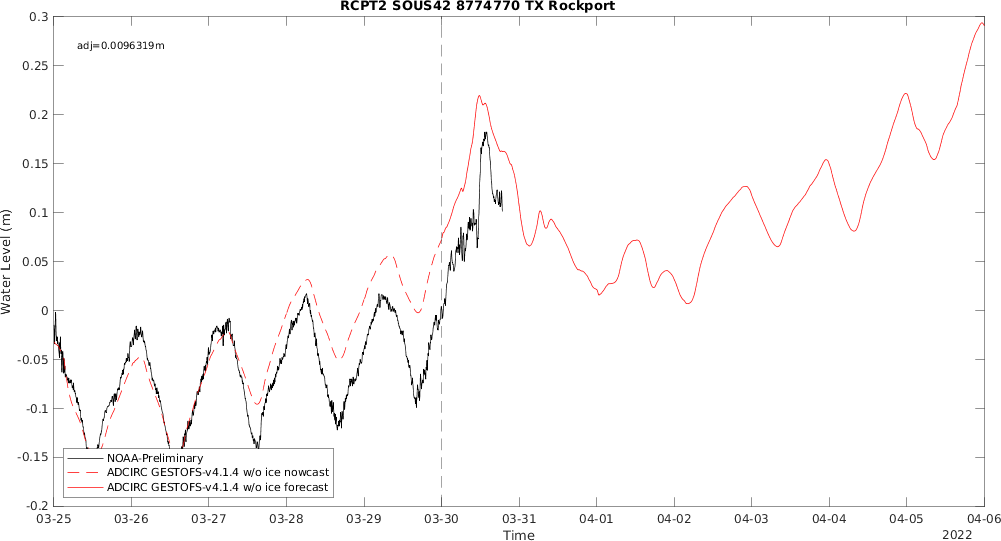 RCPT2 SOUS42 8774770 TX Rockport
adj=0.0096319m
0.3
0.25
0.2
0.15
0.1
0.05
0
-0.05
-0.1
-0.15
-0.2
Water Level (m)
NOAA-Preliminary
ADCIRC GESTOFS-v4.1.4 w/o ice nowcast
ADCIRC GESTOFS-v4.1.4 w/o ice forecast
03-25 03-26 03-27 03-28 03-29 03-30 03-31 04-01 04-02 04-03 04-04 04-05 04-06
Time
2022